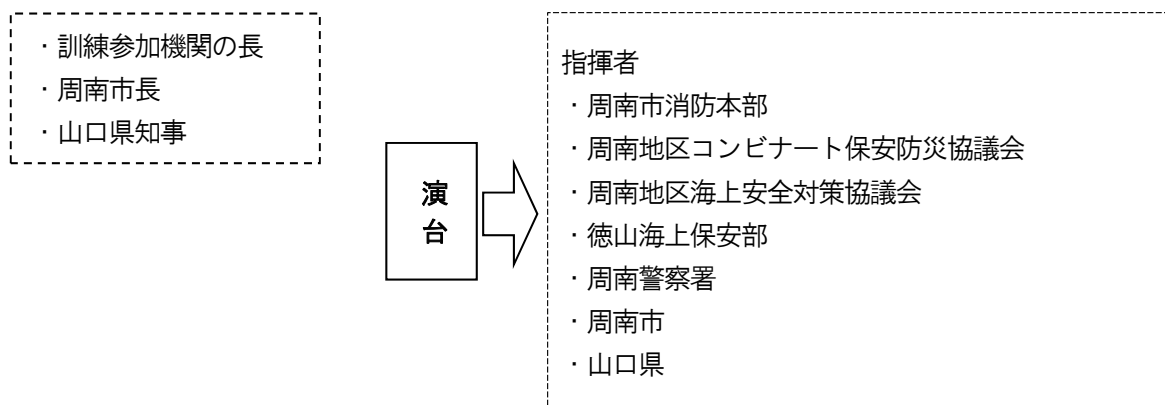 ・訓練参加機関の長
・周南市長
・山口県知事
演
台
指揮者
・周南市消防本部
・周南地区コンビナート保安防災協議会
・周南地区海上安全対策協議会
・徳山海上保安部
・周南警察署
・周南市
・山口県